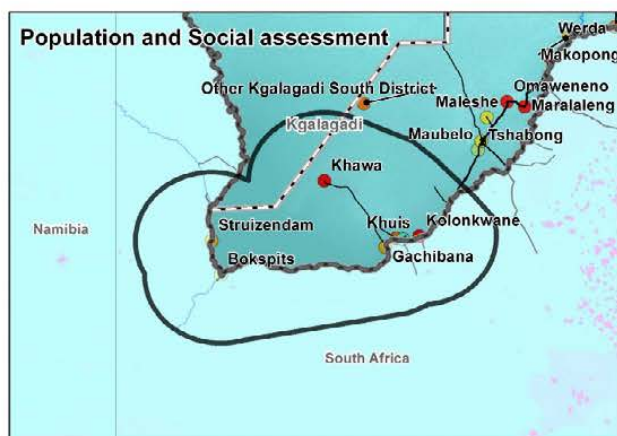 Population and Social assessment
Werda
Makopong
Other Kgalagadi South District
Omaweneno
Maleshe
Maralaleng
Kgalagadi
Maubelo
Tshabong
Khawa
Struizendam
Khuis
Kolonkwane
Namibia
Bokspits
Gachibana
South Africa